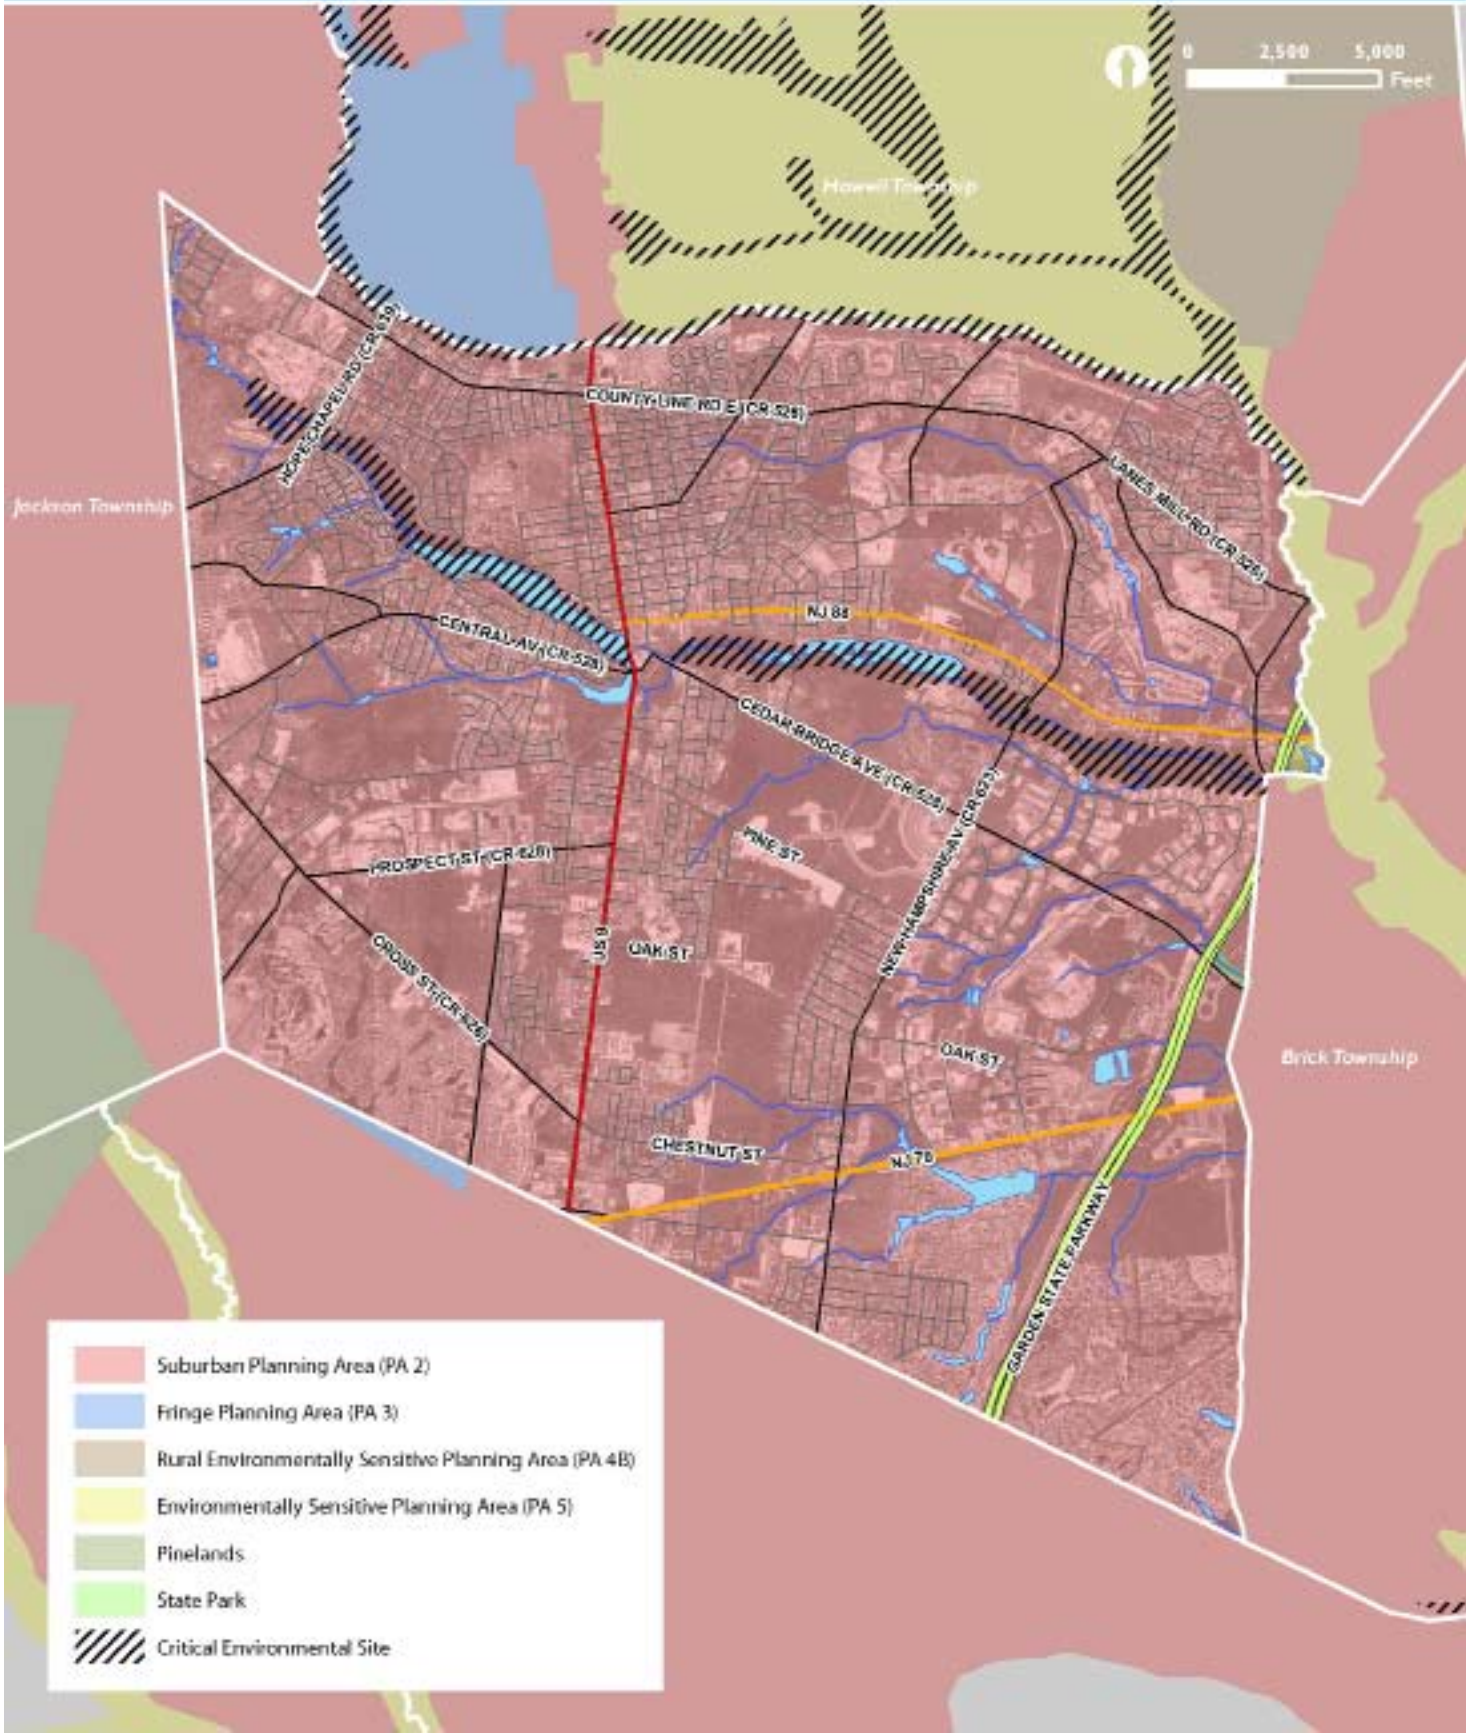 0 2,500 5,000
Feet
Howell Township
HOPE CHAPEL RD (CR 639)
COUNTY LINE RD E (CR 526)
LANES MILL RD (CR 526)
Jackson Township
NJ 88
CENTRAL AV (CR 528)
CEDAR BRIDGE AVE (CR 528)
NEW HAMPSHIRE AV (CR 623)
PINE ST
PROSPECT ST (CR 628)
US 9
OAK ST
CROSS ST (CR 626)
OAK ST
Brick Township
CHESTNUT ST
NJ 70
GARDEN STATE PARKWAY
Suburban Planning Area (PA 2)
Fringe Planning Area (PA 3)
Rural Environmentally Sensitive Planning Area (PA 4B)
Environmentally Sensitive Planning Area (PA 5)
Pinelands
State Park
Critical Environmental Site